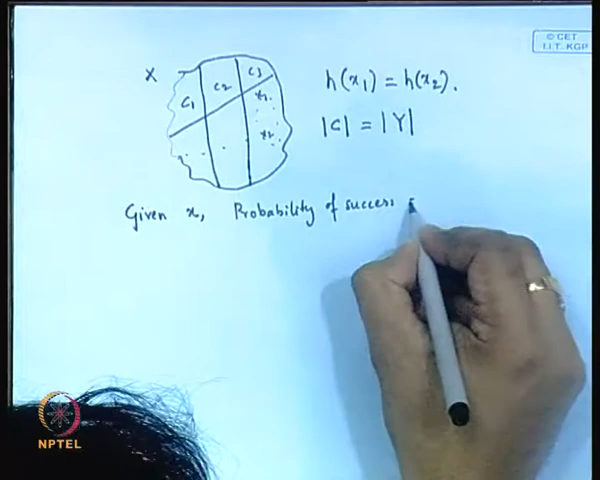 © CET
I.I.T. KGP
X
C1 C2 C3
x1
x2
h(x1) = h(x2).
|C| = |Y|
Given x, Probability of success
NPTEL